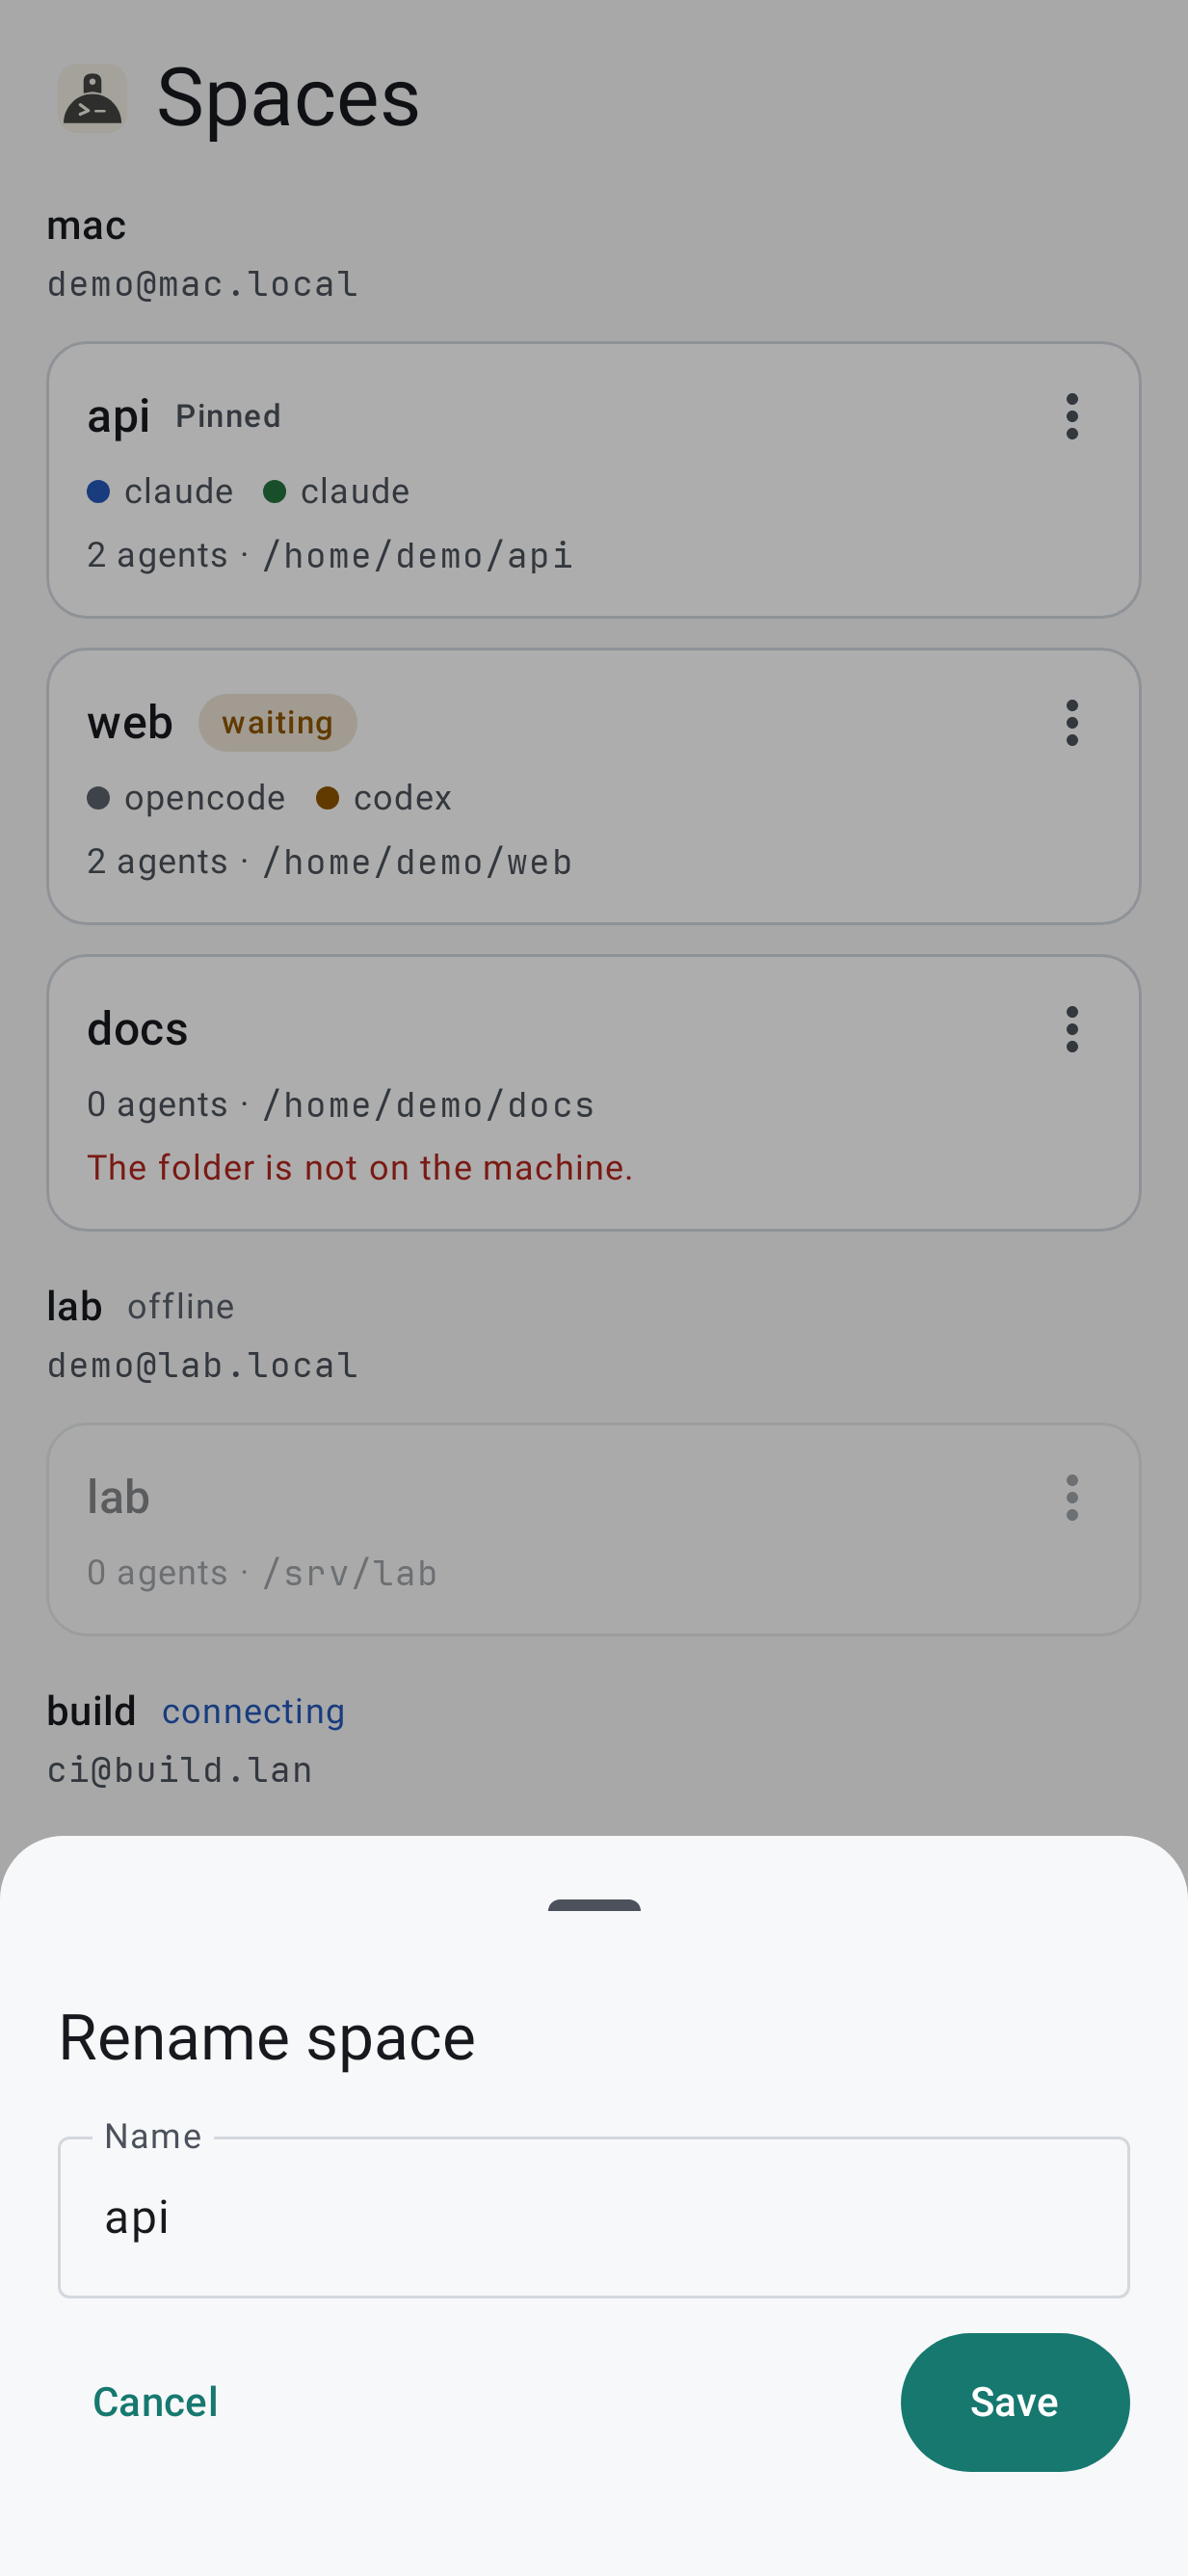 Spaces
mac
demo@mac.local
api Pinned
claude claude
2 agents · /home/demo/api
web waiting
opencode codex
2 agents · /home/demo/web
docs
0 agents · /home/demo/docs
The folder is not on the machine.
lab offline
demo@lab.local
lab
0 agents · /srv/lab
build connecting
ci@build.lan
Rename space
Name
api
Cancel Save